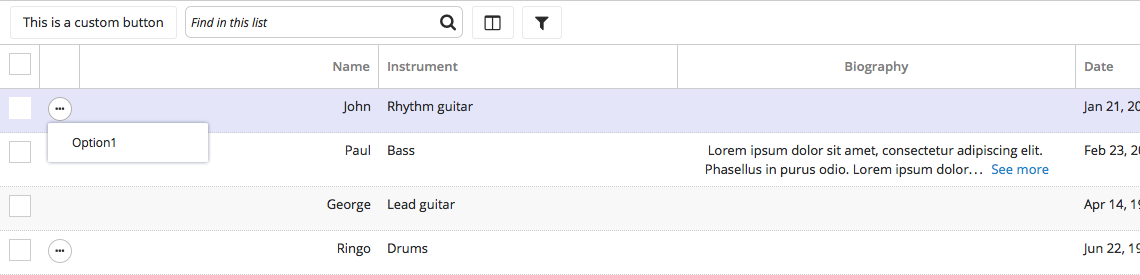 This is a custom button Find in this list
Name Instrument Biography Date
John Rhythm guitar Jan 21, 20
Option1
Paul Bass Lorem ipsum dolor sit amet, consectetur adipiscing elit. Feb 23, 20
Phasellus in purus odio. Lorem ipsum dolor... See more
George Lead guitar Apr 14, 19
Ringo Drums Jun 22, 19